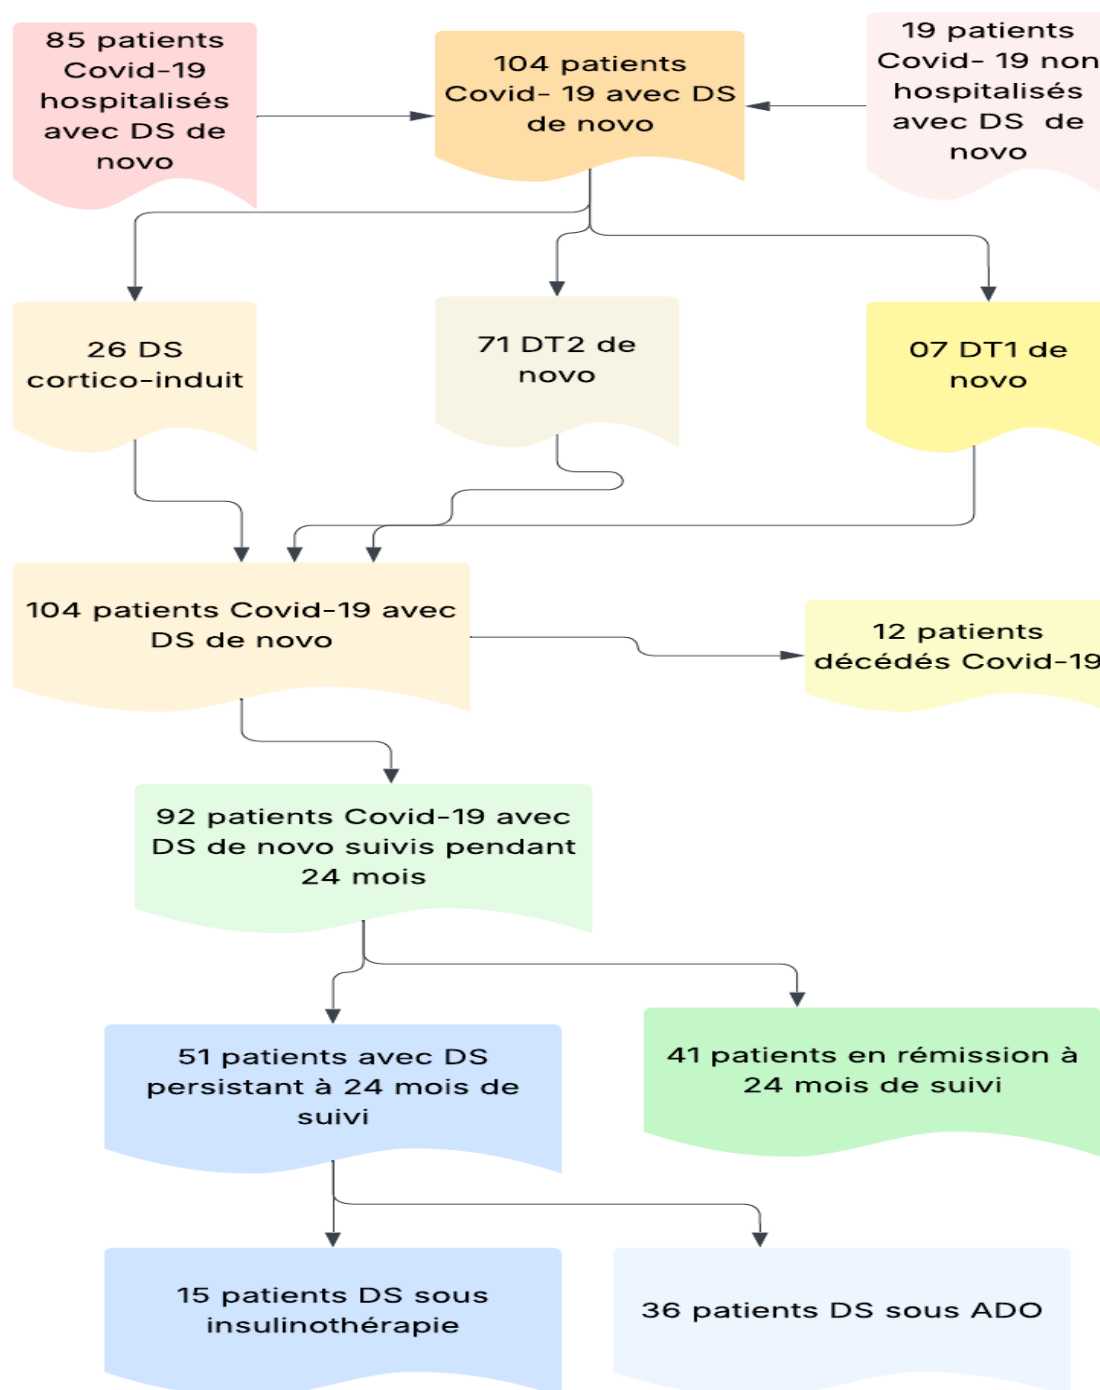 85 patients
Covid-19
hospitalisés
avec DS de
novo
104 patients
Covid- 19 avec DS
de novo
19 patients
Covid- 19 non
hospitalisés
avec DS de
novo
26 DS
cortico-induit
71 DT2 de
novo
07 DT1 de
novo
104 patients Covid-19 avec
DS de novo
12 patients
décédés Covid-19
92 patients Covid-19 avec
DS de novo suivis pendant
24 mois
51 patients avec DS
persistant à 24 mois de
suivi
41 patients en rémission à
24 mois de suivi
15 patients DS sous
insulinothérapie
36 patients DS sous ADO